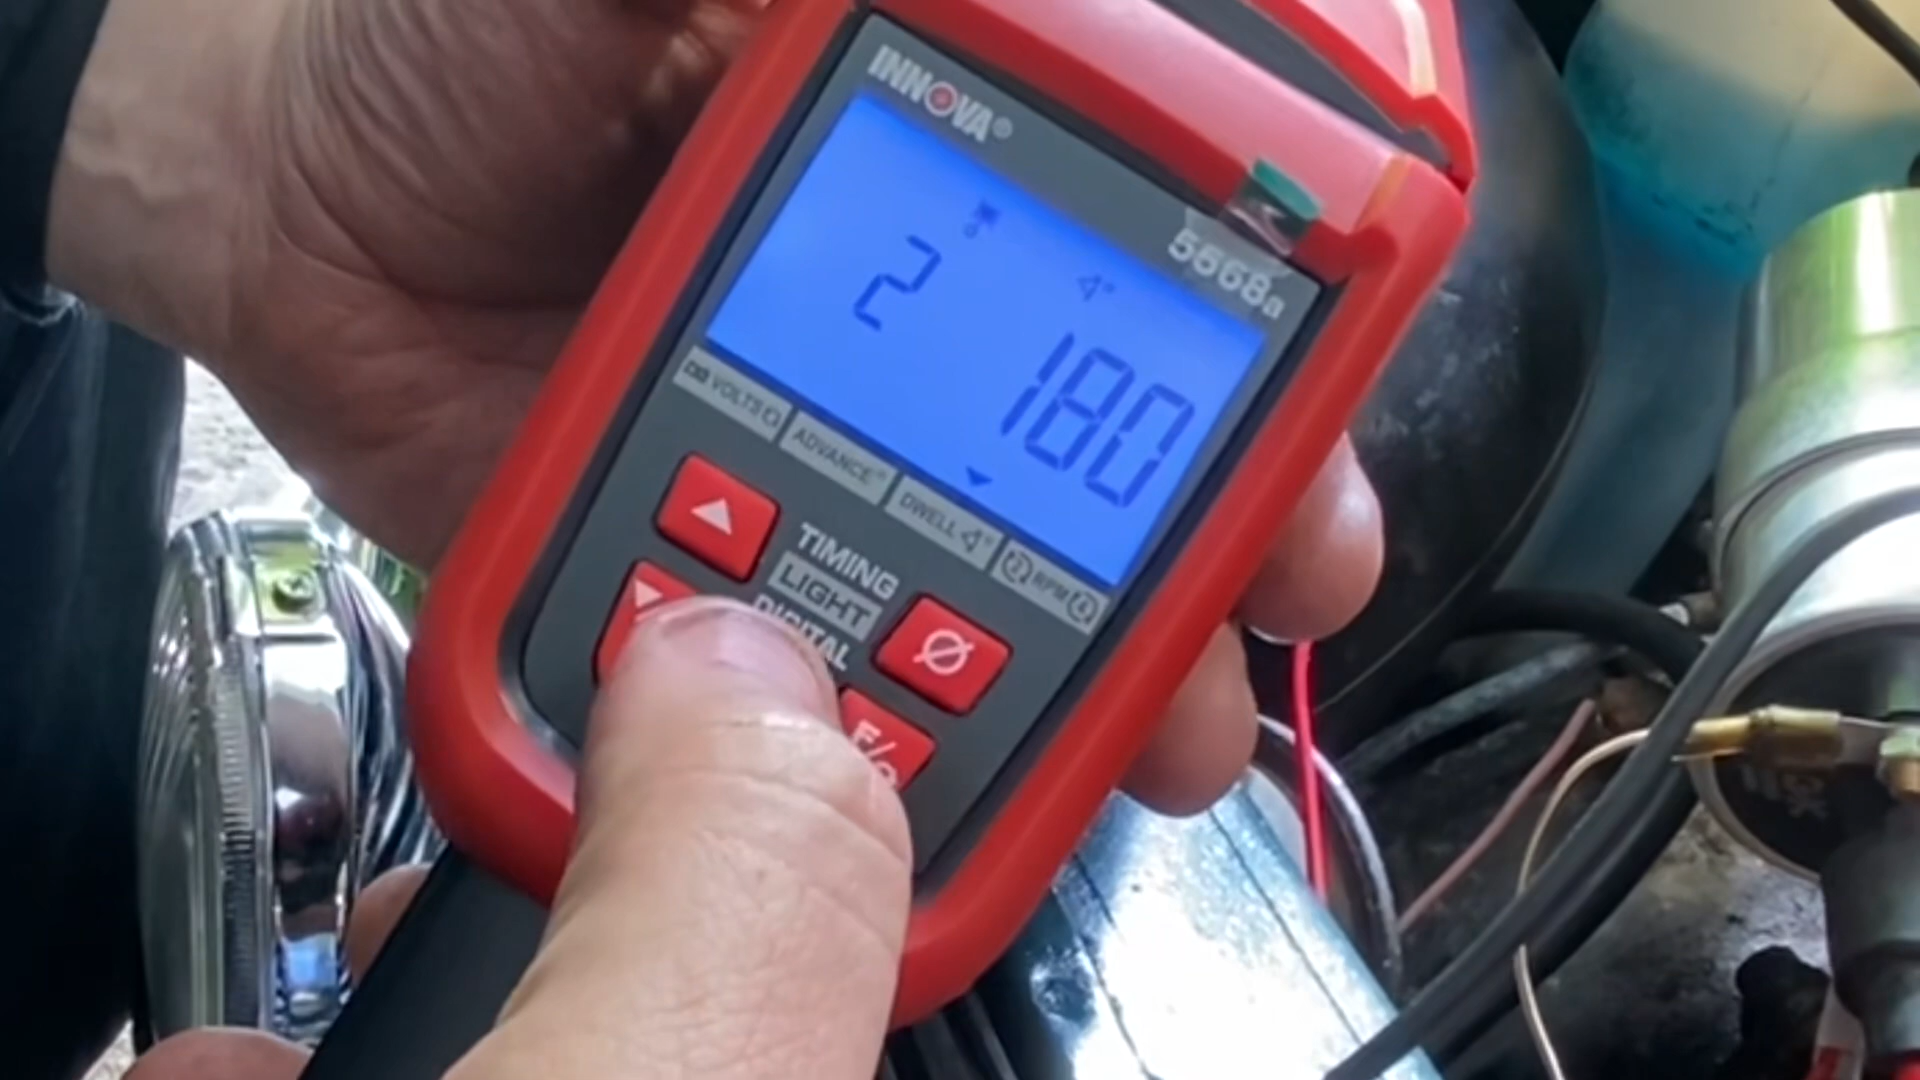 INNOVA®
5568a
2
180
VOLTS
ADVANCE°
DWELL
RPM
TIMING
LIGHT
DIGITAL